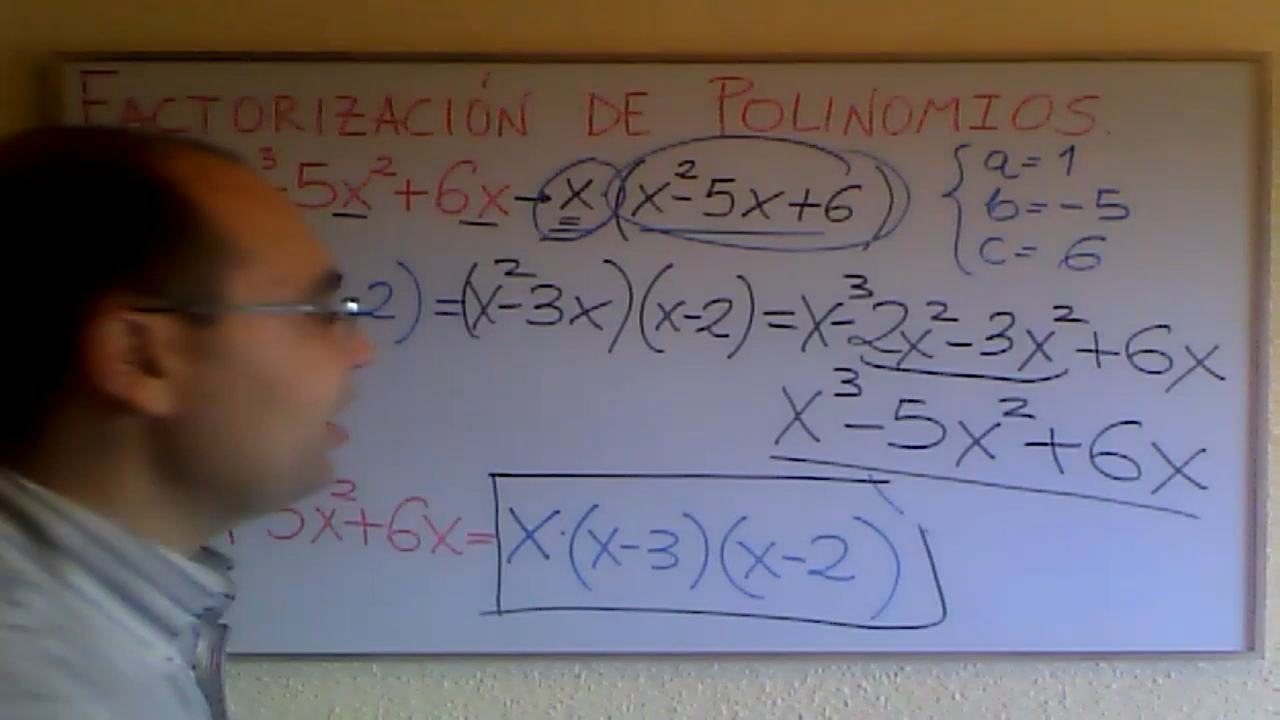 FACTORIZACIÓN DE POLINOMIOS.
³-5x²+6x → x (x²-5x+6)
{ a=1
b=-5
c=6
2)=(x²-3x)(x-2)=x³-2x²-3x²+6x
x³-5x²+6x
5x²+6x= x·(x-3)(x-2)